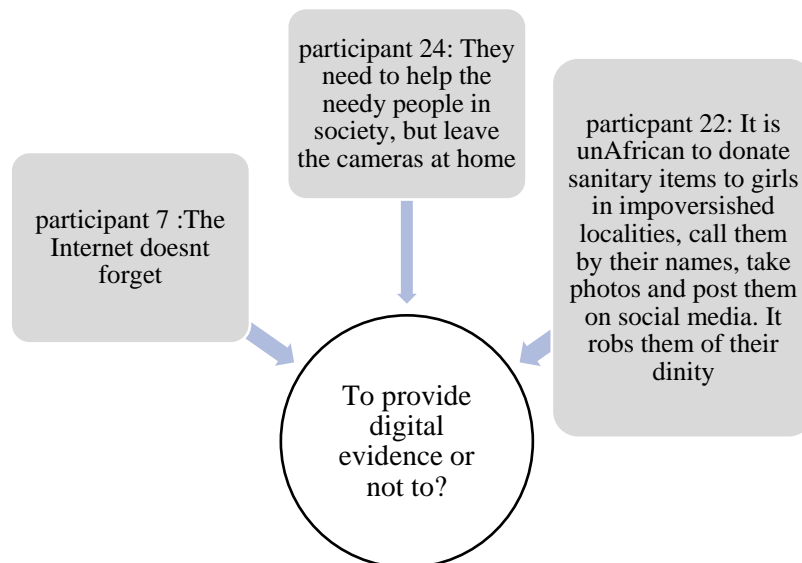 participant 24: They
need to help the
needy people in
society, but leave
the cameras at home
participant 7 :The
Internet doesnt
forget
particpant 22: It is
unAfrican to donate
sanitary items to girls
in impoversished
localities, call them
by their names, take
photos and post them
on social media. It
robs them of their
dinity
To provide
digital
evidence or
not to?